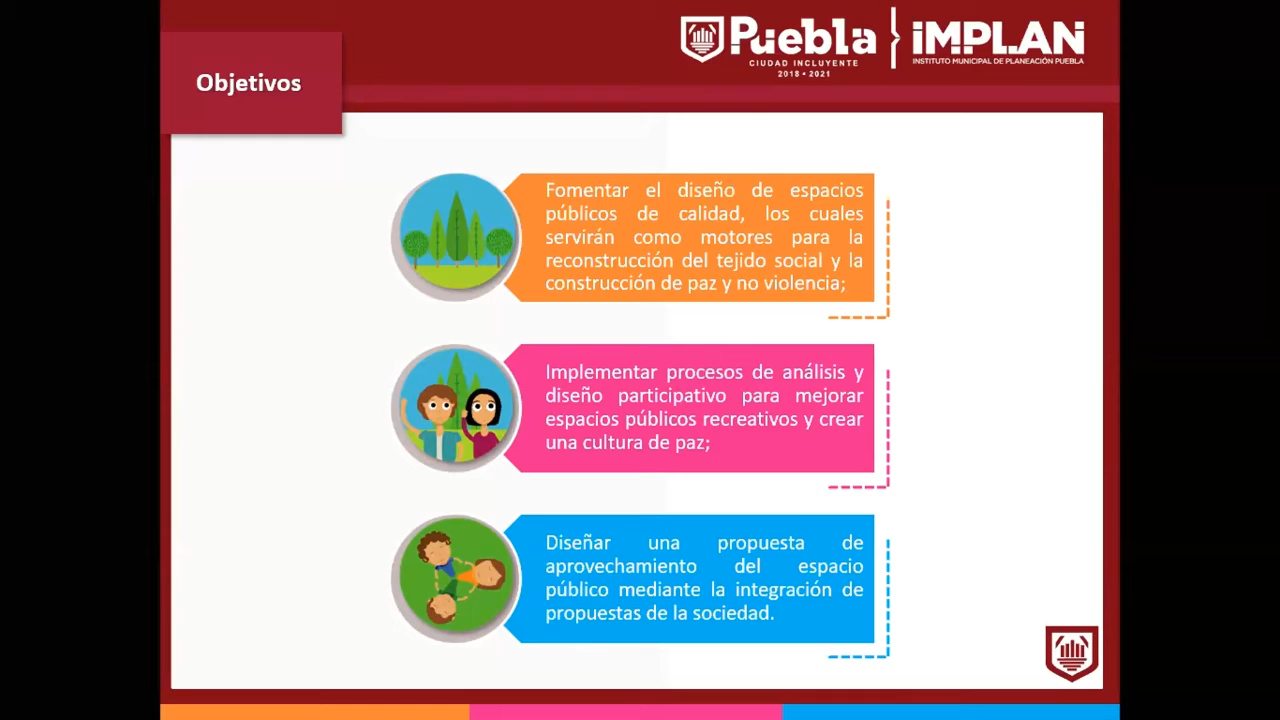 Objetivos
Puebla
CIUDAD INCLUYENTE
2018 • 2021
iMPLAN
INSTITUTO MUNICIPAL DE PLANEACIÓN PUEBLA
Fomentar el diseño de espacios
públicos de calidad, los cuales
servirán como motores para la
reconstrucción del tejido social y la
construcción de paz y no violencia;
Implementar procesos de análisis y
diseño participativo para mejorar
espacios públicos recreativos y crear
una cultura de paz;
Diseñar una propuesta de
aprovechamiento del espacio
público mediante la integración de
propuestas de la sociedad.